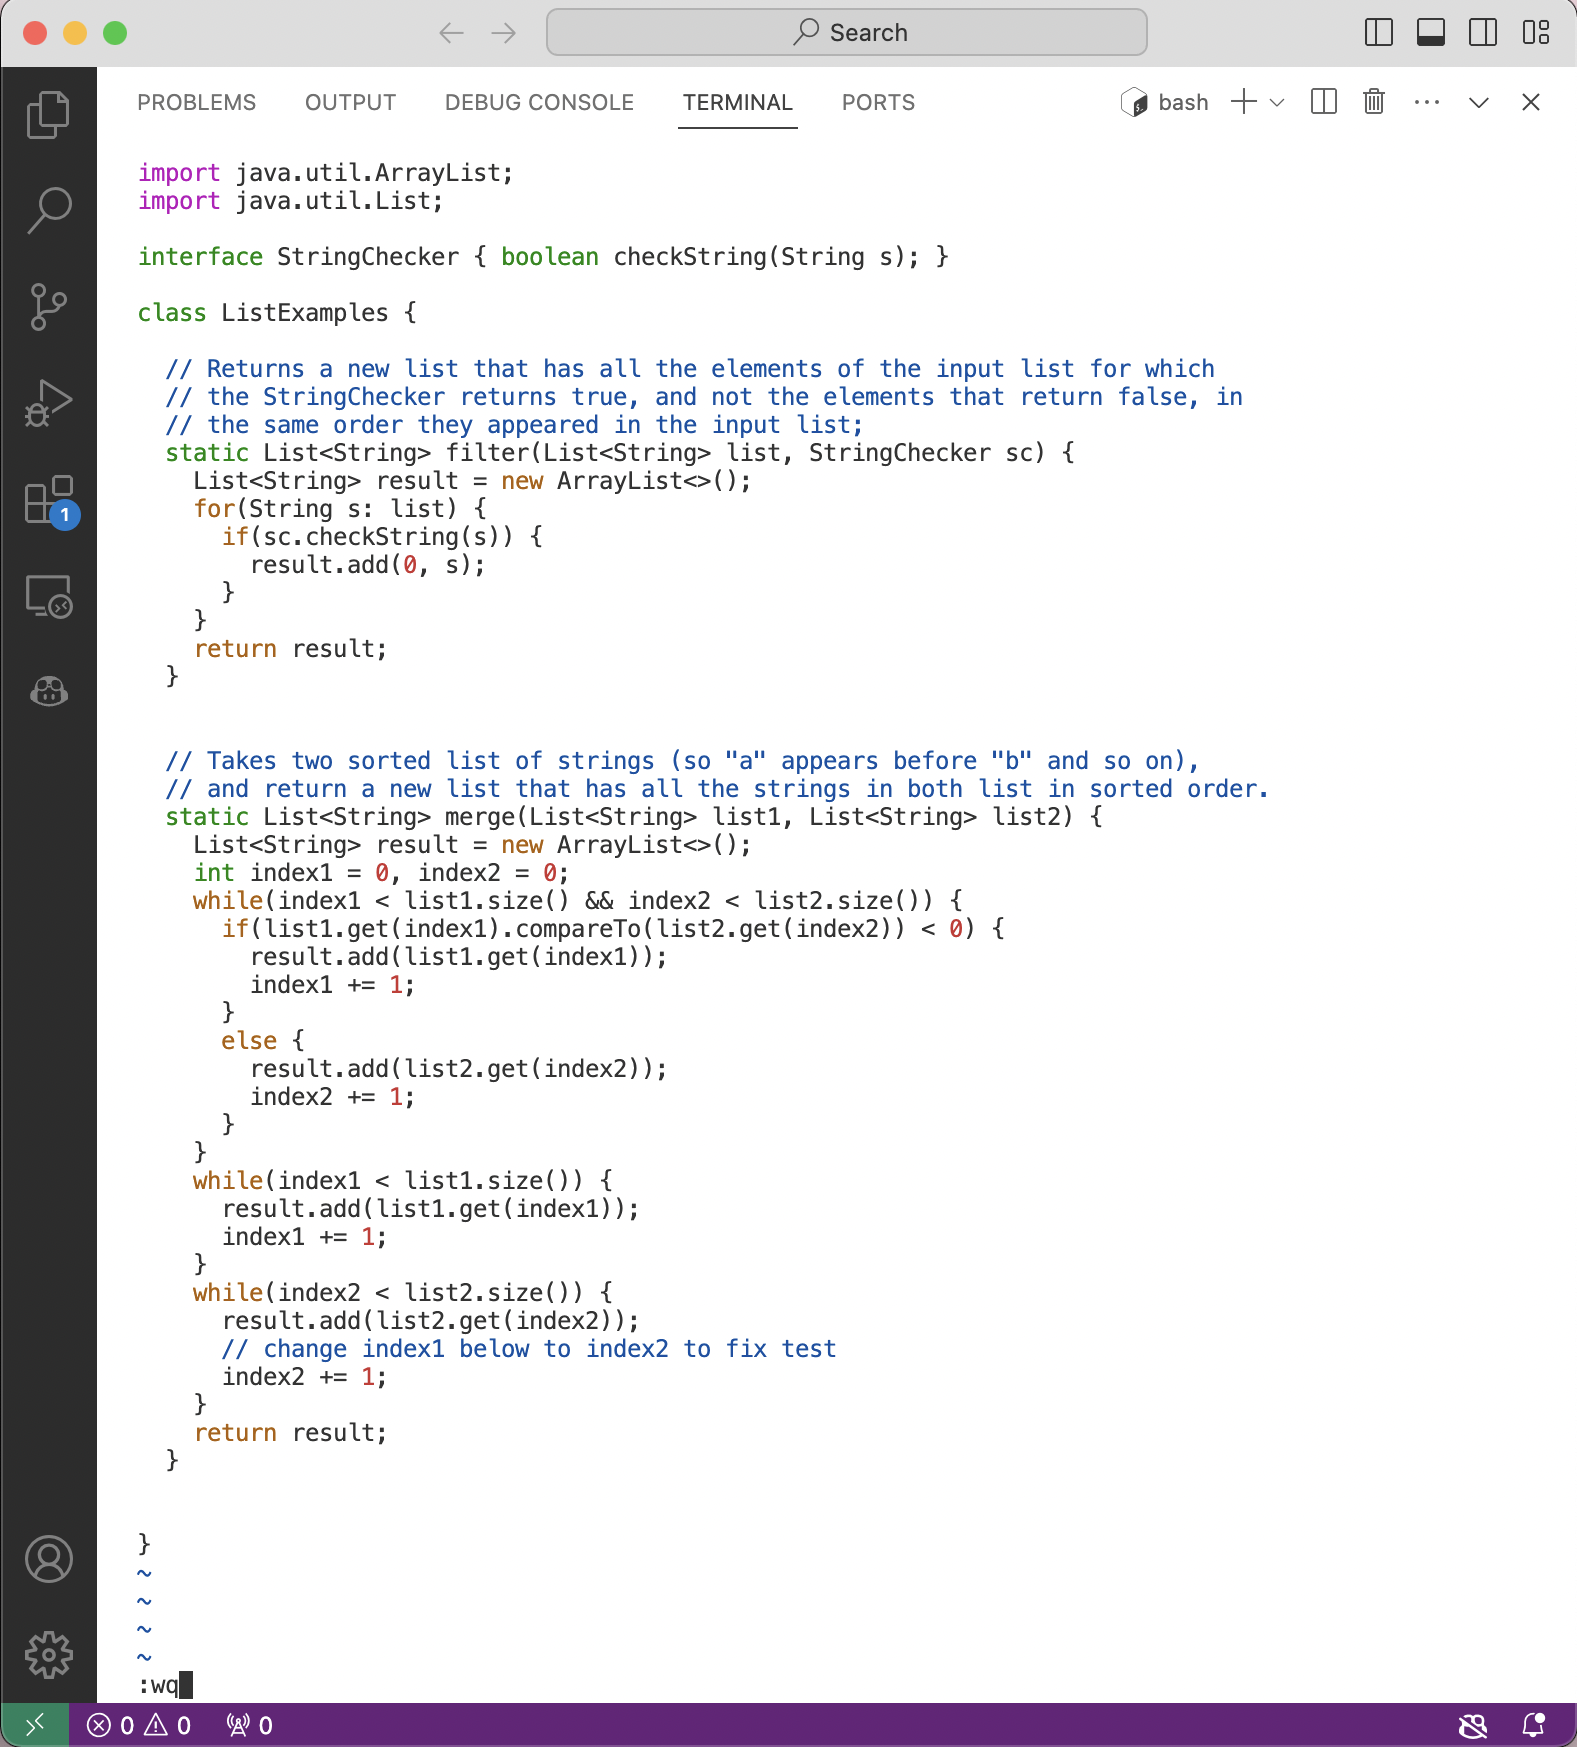 Search
PROBLEMS OUTPUT DEBUG CONSOLE TERMINAL PORTS bash
import java.util.ArrayList;
import java.util.List;

interface StringChecker { boolean checkString(String s); }

class ListExamples {

  // Returns a new list that has all the elements of the input list for which
  // the StringChecker returns true, and not the elements that return false, in
  // the same order they appeared in the input list;
  static List<String> filter(List<String> list, StringChecker sc) {
    List<String> result = new ArrayList<>();
    for(String s: list) {
      if(sc.checkString(s)) {
        result.add(0, s);
      }
    }
    return result;
  }


  // Takes two sorted list of strings (so "a" appears before "b" and so on),
  // and return a new list that has all the strings in both list in sorted order.
  static List<String> merge(List<String> list1, List<String> list2) {
    List<String> result = new ArrayList<>();
    int index1 = 0, index2 = 0;
    while(index1 < list1.size() && index2 < list2.size()) {
      if(list1.get(index1).compareTo(list2.get(index2)) < 0) {
        result.add(list1.get(index1));
        index1 += 1;
      }
      else {
        result.add(list2.get(index2));
        index2 += 1;
      }
    }
    while(index1 < list1.size()) {
      result.add(list1.get(index1));
      index1 += 1;
    }
    while(index2 < list2.size()) {
      result.add(list2.get(index2));
      // change index1 below to index2 to fix test
      index2 += 1;
    }
    return result;
  }


}
~
~
~
~
:wq
1
0 0 0